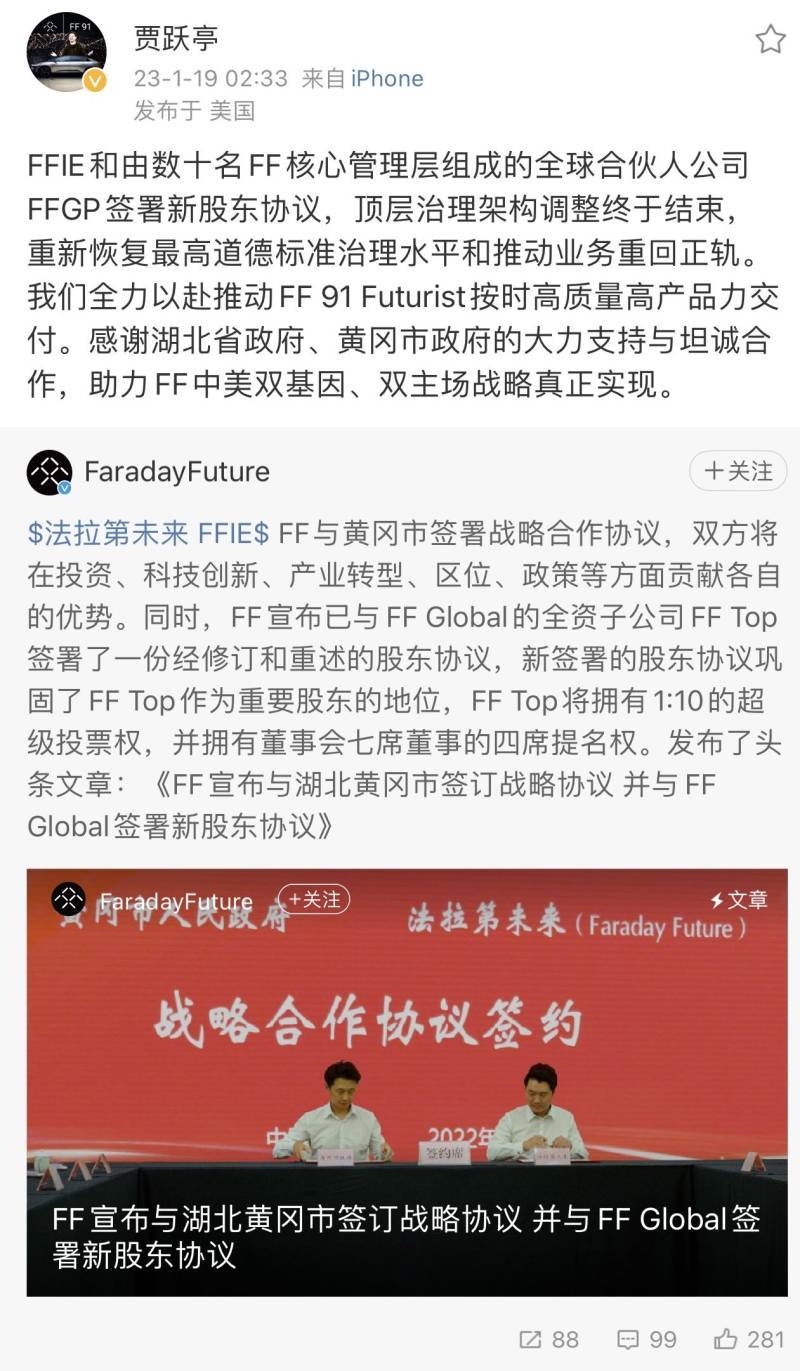 FF 91
贾跃亭
23-1-19 02:33 来自 iPhone
发布于 美国
FFIE和由数十名FF核心管理层组成的全球合伙人公司
FFGP签署新股东协议，顶层治理架构调整终于结束，
重新恢复最高道德标准治理水平和推动业务重回正轨。
我们全力以赴推动FF 91 Futurist按时高质量高产品力交
付。感谢湖北省政府、黄冈市政府的大力支持与坦诚合
作，助力FF中美双基因、双主场战略真正实现。
FaradayFuture
＋关注
$法拉第未来 FFIE$ FF与黄冈市签署战略合作协议，双方将
在投资、科技创新、产业转型、区位、政策等方面贡献各自
的优势。同时，FF宣布已与FF Global的全资子公司FF Top
签署了一份经修订和重述的股东协议，新签署的股东协议巩
固了FF Top作为重要股东的地位，FF Top将拥有1:10的超
级投票权，并拥有董事会七席董事的四席提名权。发布了头
条文章：《FF宣布与湖北黄冈市签订战略协议 并与FF
Global签署新股东协议》
FaradayFuture
+关注
文章
黄冈市人民政府
法拉第未来（Faraday Future）
战略合作协议签约
中
2022年
签约席
FF宣布与湖北黄冈市签订战略协议 并与FF Global签
署新股东协议
88
99
281